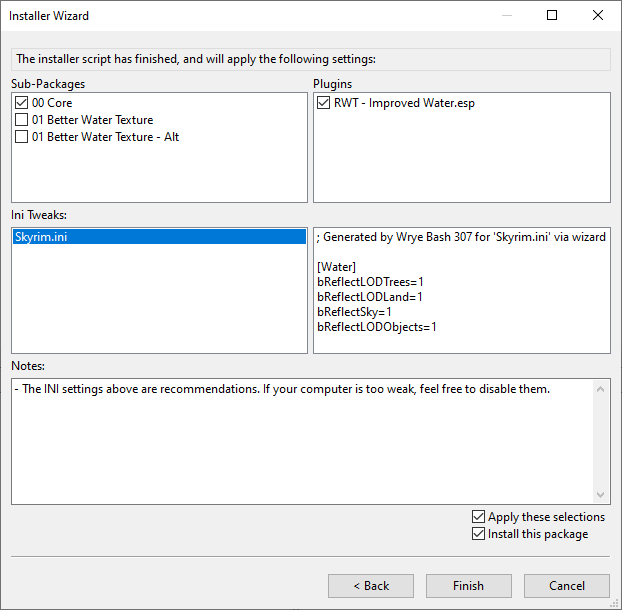 Installer Wizard
The installer script has finished, and will apply the following settings:
Sub-Packages
00 Core
01 Better Water Texture
01 Better Water Texture - Alt
Plugins
RWT - Improved Water.esp
Ini Tweaks:
Skyrim.ini
; Generated by Wrye Bash 307 for 'Skyrim.ini' via wizard
[Water]
bReflectLODTrees=1
bReflectLODLand=1
bReflectSky=1
bReflectLODObjects=1
Notes:
- The INI settings above are recommendations. If your computer is too weak, feel free to disable them.
Apply these selections
Install this package
< Back
Finish
Cancel